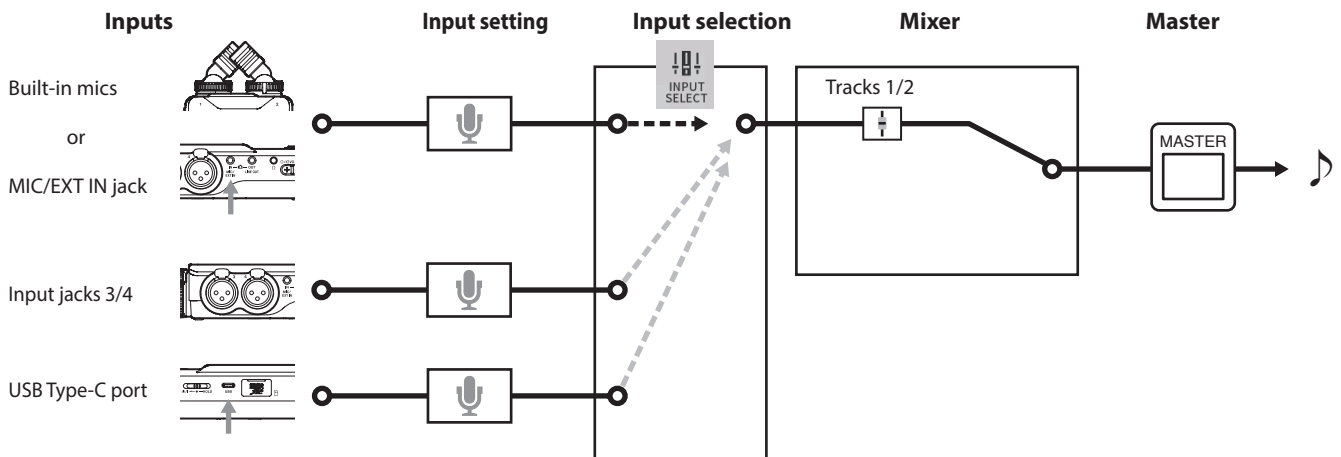 Inputs Input setting Input selection Mixer Master
Built-in mics
or
MIC/EXT IN jack
INPUT
SELECT
Tracks 1/2
MASTER
Input jacks 3/4
USB Type-C port
USB